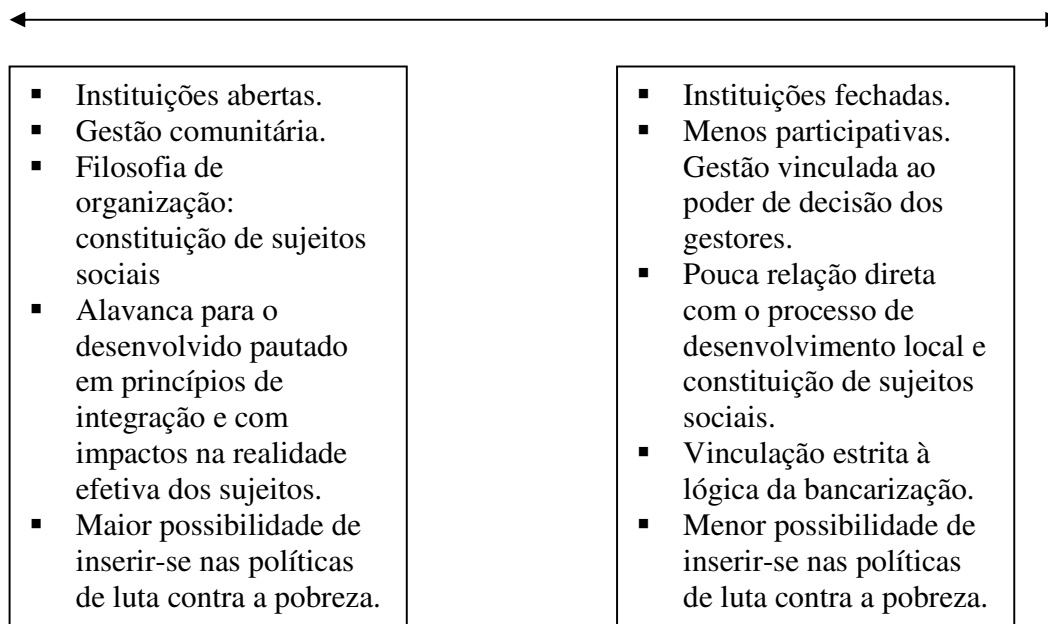 ▪ Instituições abertas.
▪ Gestão comunitária.
▪ Filosofia de
organização:
constituição de sujeitos
sociais
▪ Alavanca para o
desenvolvido pautado
em princípios de
integração e com
impactos na realidade
efetiva dos sujeitos.
▪ Maior possibilidade de
inserir-se nas políticas
de luta contra a pobreza.
▪ Instituições fechadas.
▪ Menos participativas.
Gestão vinculada ao
poder de decisão dos
gestores.
▪ Pouca relação direta
com o processo de
desenvolvimento local e
constituição de sujeitos
sociais.
▪ Vinculação estrita à
lógica da bancarização.
▪ Menor possibilidade de
inserir-se nas políticas
de luta contra a pobreza.